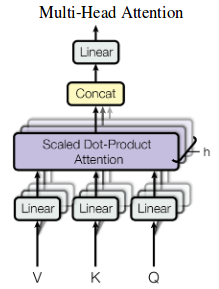 Multi-Head Attention
Linear
Concat
Scaled Dot-Product
Attention
h
Linear
Linear
Linear
V
K
Q